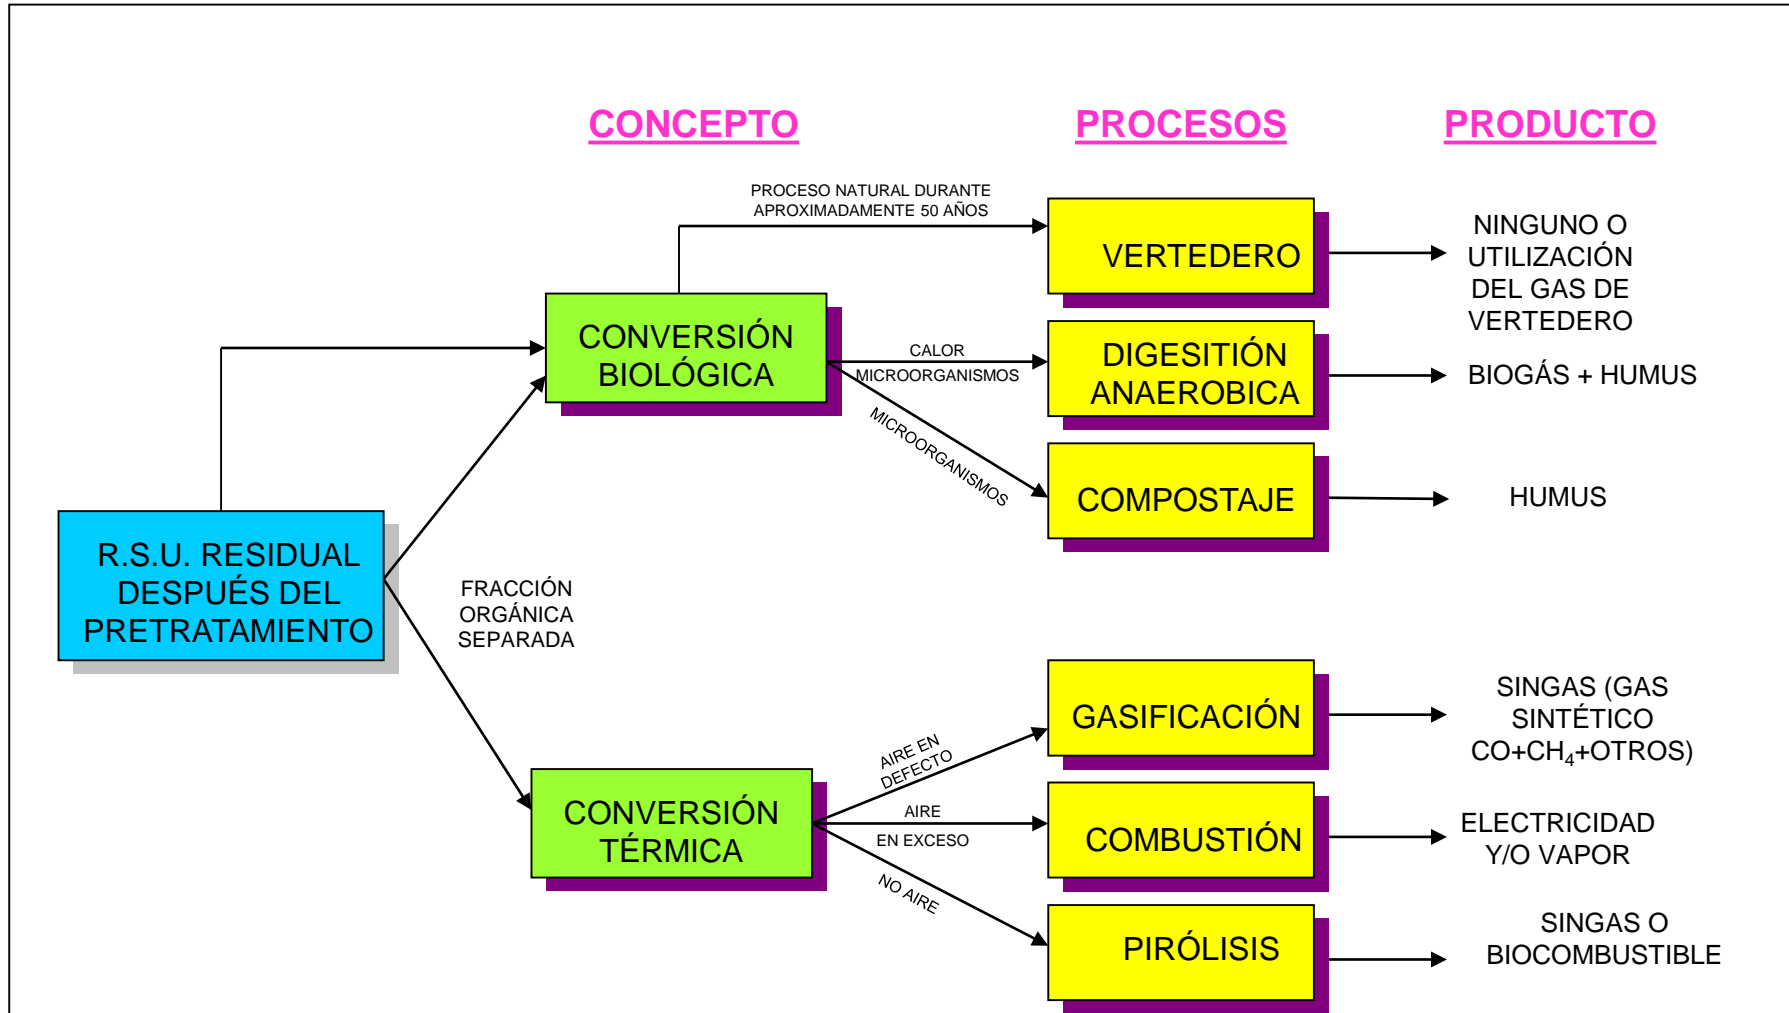 CONCEPTO
PROCESOS
PRODUCTO
PROCESO NATURAL DURANTE
APROXIMADAMENTE 50 AÑOS
VERTEDERO
NINGUNO O
UTILIZACIÓN
DEL GAS DE
VERTEDERO
CONVERSIÓN
BIOLÓGICA
CALOR
MICROORGANISMOS
DIGESITIÓN
ANAEROBICA
BIOGÁS + HUMUS
MICROORGANISMOS
COMPOSTAJE
HUMUS
R.S.U. RESIDUAL
DESPUÉS DEL
PRETRATAMIENTO
FRACCIÓN
ORGÁNICA
SEPARADA
CONVERSIÓN
TÉRMICA
AIRE EN
DEFECTO
GASIFICACIÓN
SINGAS (GAS
SINTÉTICO
CO+CH₄+OTROS)
AIRE
EN EXCESO
COMBUSTIÓN
ELECTRICIDAD
Y/O VAPOR
NO AIRE
PIRÓLISIS
SINGAS O
BIOCOMBUSTIBLE